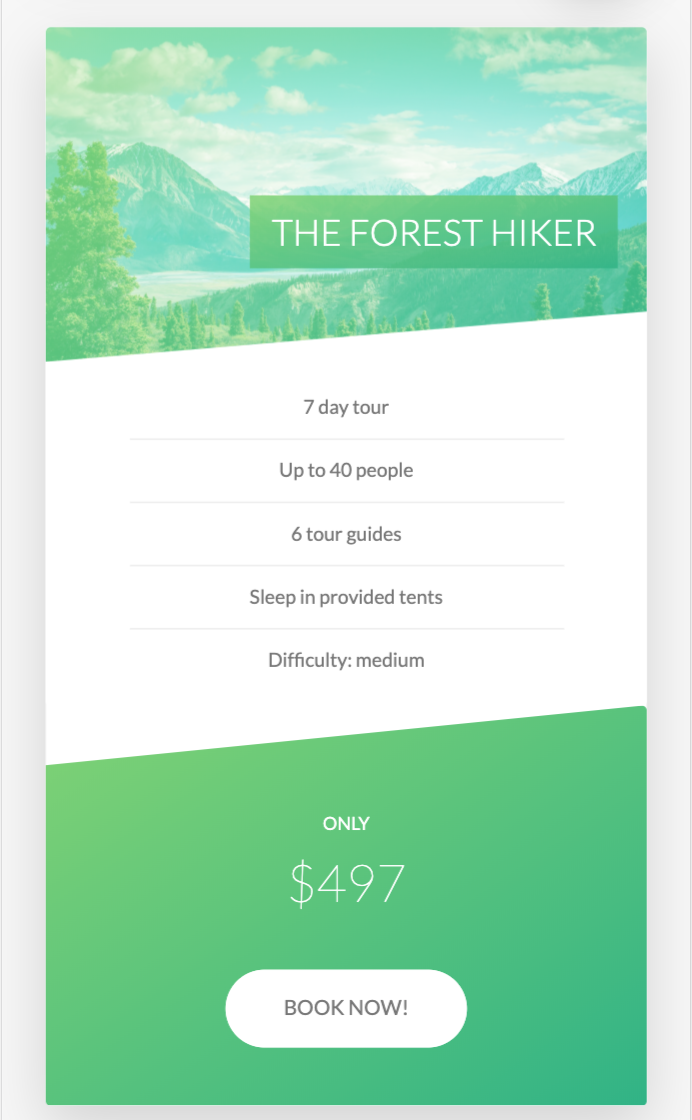 THE FOREST HIKER
7 day tour
Up to 40 people
6 tour guides
Sleep in provided tents
Difficulty: medium
ONLY
$497
BOOK NOW!